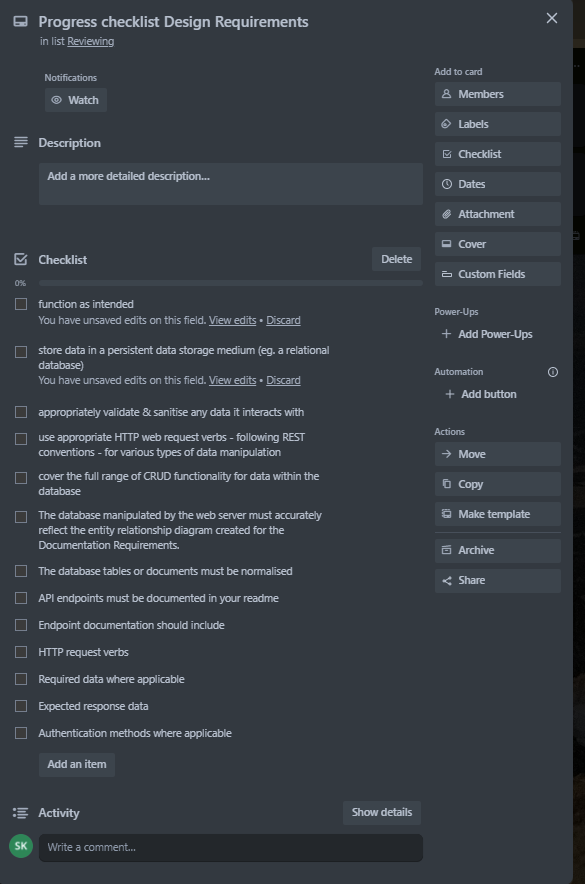 Progress checklist Design Requirements
in list Reviewing
Notifications
Watch
Description
Add a more detailed description...
Checklist
Delete
0%
function as intended
You have unsaved edits on this field. View edits • Discard
store data in a persistent data storage medium (eg. a relational
database)
You have unsaved edits on this field. View edits • Discard
appropriately validate & sanitise any data it interacts with
use appropriate HTTP web request verbs - following REST
conventions - for various types of data manipulation
cover the full range of CRUD functionality for data within the
database
The database manipulated by the web server must accurately
reflect the entity relationship diagram created for the
Documentation Requirements.
The database tables or documents must be normalised
API endpoints must be documented in your readme
Endpoint documentation should include
HTTP request verbs
Required data where applicable
Expected response data
Authentication methods where applicable
Add an item
Activity
Show details
SK
Write a comment...
Add to card
Members
Labels
Checklist
Dates
Attachment
Cover
Custom Fields
Power-Ups
Add Power-Ups
Automation
Add button
Actions
Move
Copy
Make template
Archive
Share